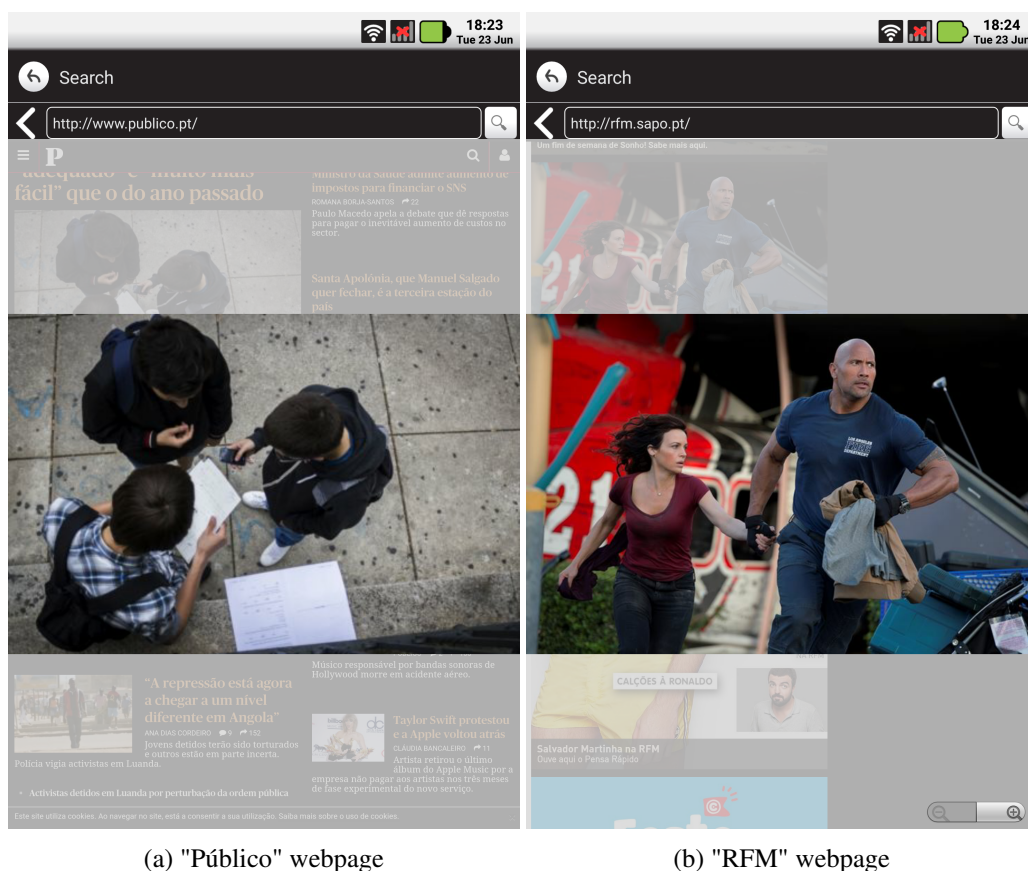 18:23
Tue 23 Jun
Search
http://www.publico.pt/
P
"adequado" e "muito mais
fácil" que o do ano passado
Ministro da Saúde admite aumento de
impostos para financiar o SNS
ROMANA BORJA-SANTOS 22
Paulo Macedo apela a debate que dê respostas
para pagar o inevitável aumento de custos no
sector.
Santa Apolónia, que Manuel Salgado
quer fechar, é a terceira estação do
país
Músico responsável por bandas sonoras de
Hollywood morre em acidente aéreo.
"A repressão está agora
a chegar a um nível
diferente em Angola"
ANA DIAS CORDEIRO 9 152
Jovens detidos terão sido torturados
e outros estão em parte incerta.
Polícia vigia activistas em Luanda.
• Activistas detidos em Luanda por perturbação da ordem pública
Taylor Swift protestou
e a Apple voltou atrás
CLÁUDIA BANCALEIRO 11
Artista retirou o último
álbum do Apple Music por a
empresa não pagar aos artistas nos três meses
de fase experimental do novo serviço.
Este site utiliza cookies. Ao navegar no site, está a consentir a sua utilização. Saiba mais sobre o uso de cookies.
(a) "Público" webpage
18:24
Tue 23 Jun
Search
http://rfm.sapo.pt/
Um fim de semana de Sonho! Sabe mais aqui.
21
LOS ANGELES
FIRE
DEPARTMENT
CALÇÕES À RONALDO
Salvador Martinha na RFM
Ouve aqui o Pensa Rápido
(b) "RFM" webpage